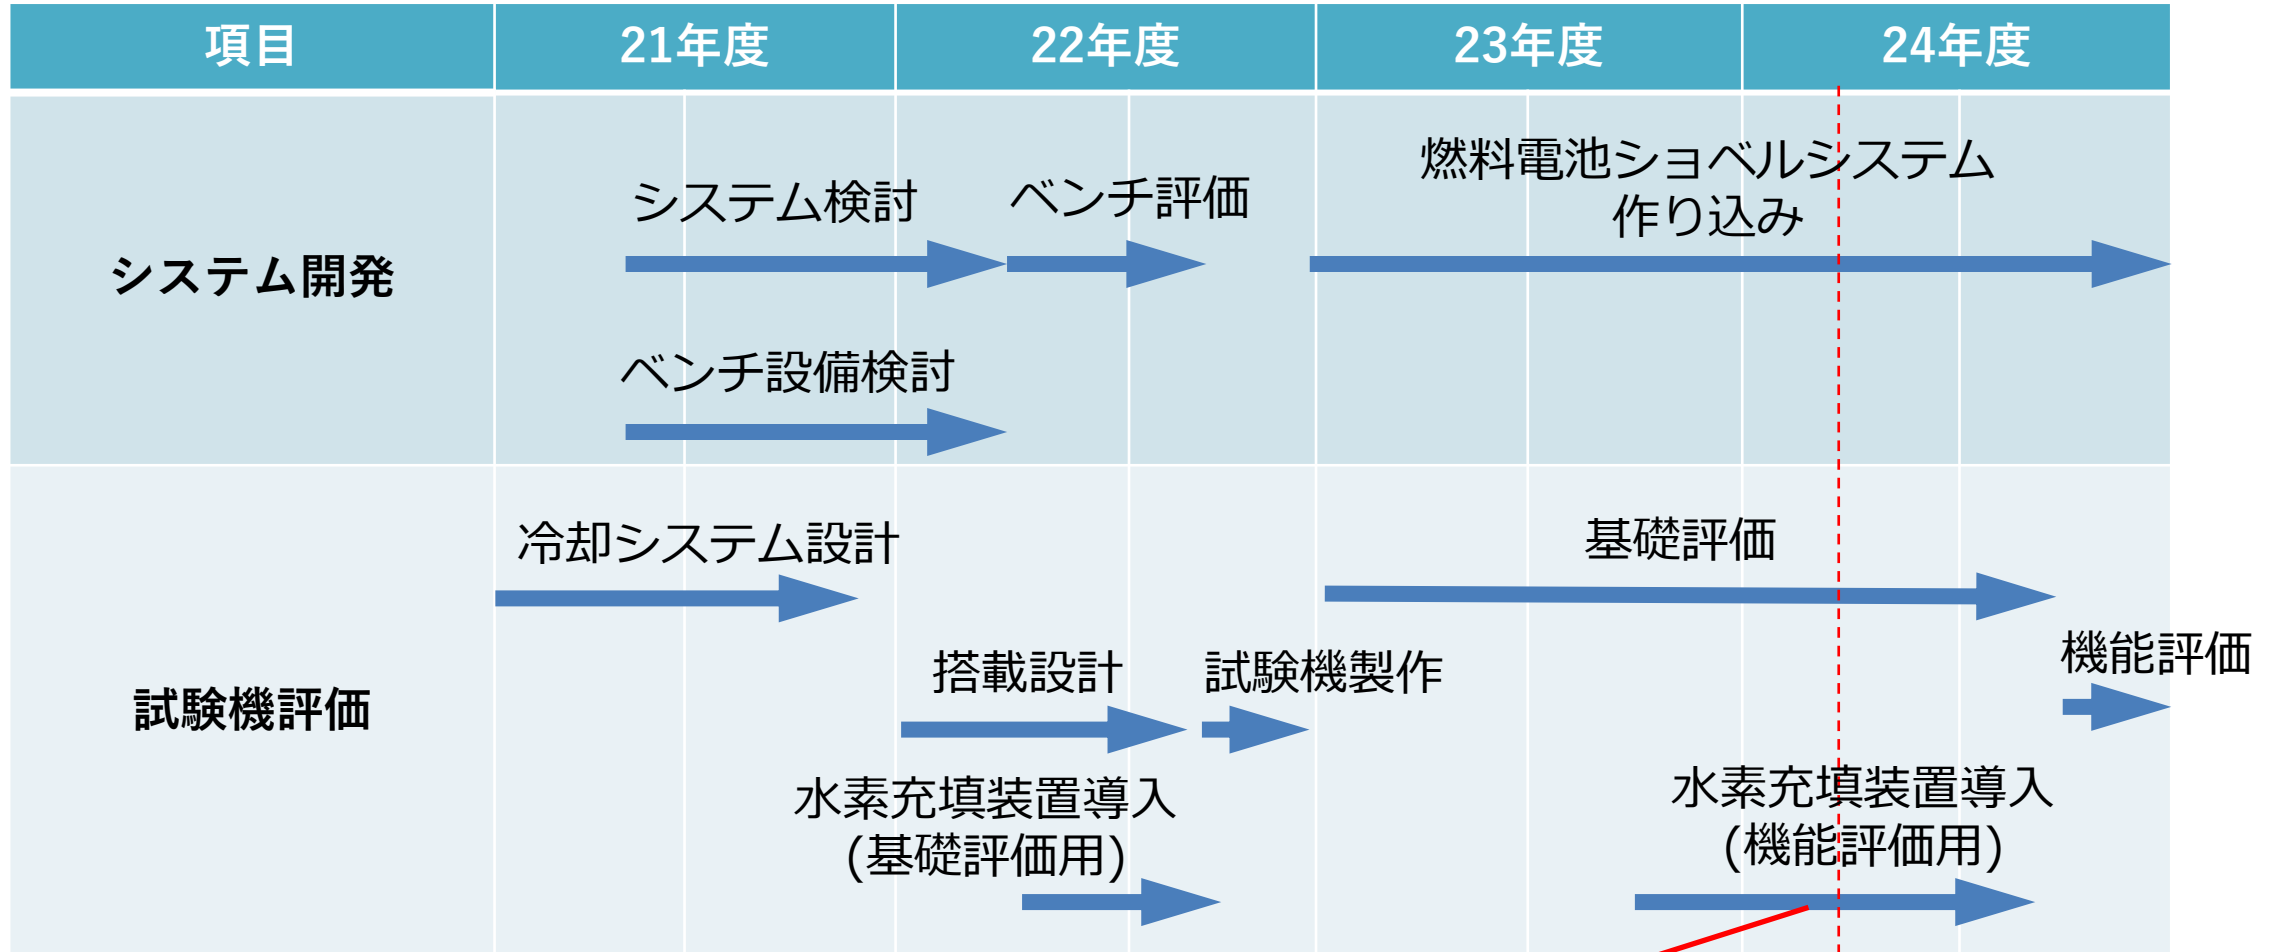 項目
21年度
22年度
23年度
24年度
システム開発
システム検討
ベンチ評価
燃料電池ショベルシステム
作り込み
ベンチ設備検討
試験機評価
冷却システム設計
基礎評価
機能評価
搭載設計
試験機製作
水素充填装置導入
(基礎評価用)
水素充填装置導入
(機能評価用)